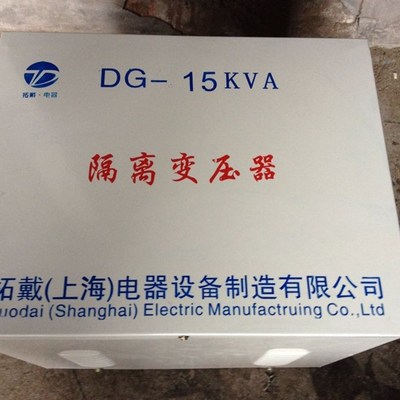 拓戴·电器
DG-15KVA
隔离变压器
拓戴(上海)电器设备制造有限公司
uodai (Shanghai) Electric Manufactruing Co.,Ltd